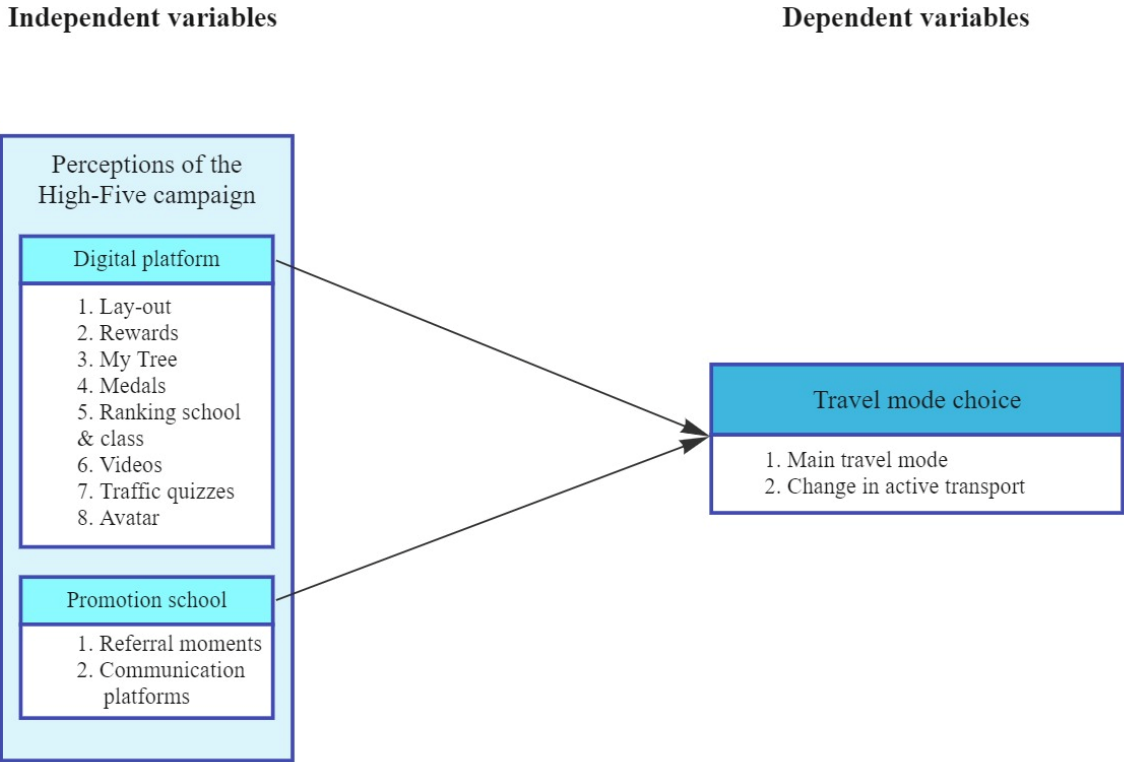 Independent variables
Dependent variables
Perceptions of the
High-Five campaign
Digital platform
1. Lay-out
2. Rewards
3. My Tree
4. Medals
5. Ranking school
& class
6. Videos
7. Traffic quizzes
8. Avatar
Promotion school
1. Referral moments
2. Communication
platforms
Travel mode choice
1. Main travel mode
2. Change in active transport